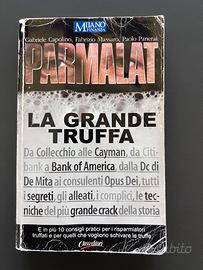 MILANO
FINANZA
Gabriele Capolino, Fabrizio Massaro, Paolo Panerai
PARMALAT
LA GRANDE
TRUFFA
Da Collecchio alle Cayman, da Citi-
bank a Bank of America, dalla Dc di
De Mita ai consulenti Opus Dei, tutti
i segreti, gli alleati, i complici, le tec-
niche del più grande crack della storia
E in più 10 consigli pratici per i risparmiatori
truffati e per quelli che vogliono schivare le truffe
subito